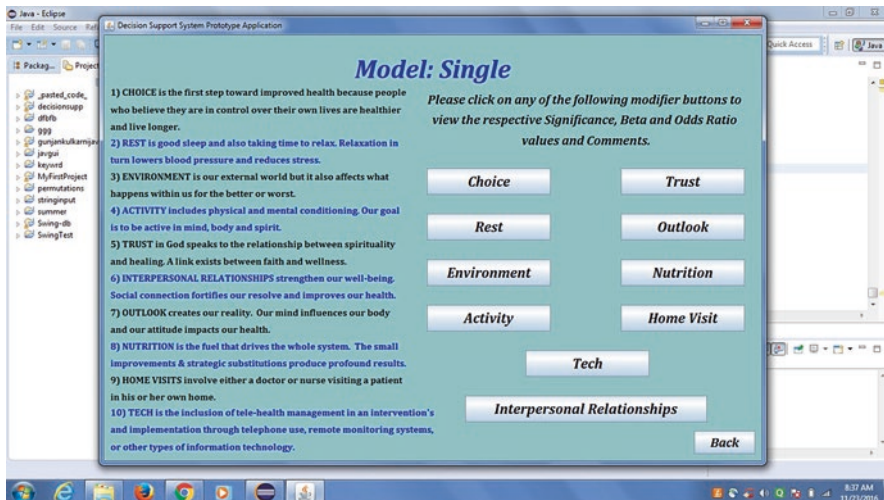 Java - Eclipse
File Edit Source Ref
Decision Support System Prototype Application
Quick Access
Java
Packag...
Project
_pasted_code_
decisionsupp
dfbfb
ggg
gunjankulkarnijav
javgui
keywrd
MyFirstProject
permutations
stringinput
summer
Swing-db
SwingTest
Model: Single
1) CHOICE is the first step toward improved health because people
who believe they are in control over their own lives are healthier
and live longer.
2) REST is good sleep and also taking time to relax. Relaxation in
turn lowers blood pressure and reduces stress.
3) ENVIRONMENT is our external world but it also affects what
happens within us for the better or worst.
4) ACTIVITY includes physical and mental conditioning. Our goal
is to be active in mind, body and spirit.
5) TRUST in God speaks to the relationship between spirituality
and healing. A link exists between faith and wellness.
6) INTERPERSONAL RELATIONSHIPS strengthen our well-being.
Social connection fortifies our resolve and improves our health.
7) OUTLOOK creates our reality. Our mind influences our body
and our attitude impacts our health.
8) NUTRITION is the fuel that drives the whole system. The small
improvements & strategic substitutions produce profound results.
9) HOME VISITS involve either a doctor or nurse visiting a patient
in his or her own home.
10) TECH is the inclusion of tele-health management in an intervention's
and implementation through telephone use, remote monitoring systems,
or other types of information technology.
Please click on any of the following modifier buttons to
view the respective Significance, Beta and Odds Ratio
values and Comments.
Choice
Trust
Rest
Outlook
Environment
Nutrition
Activity
Home Visit
Tech
Interpersonal Relationships
Back
8:37 AM
11/23/2016